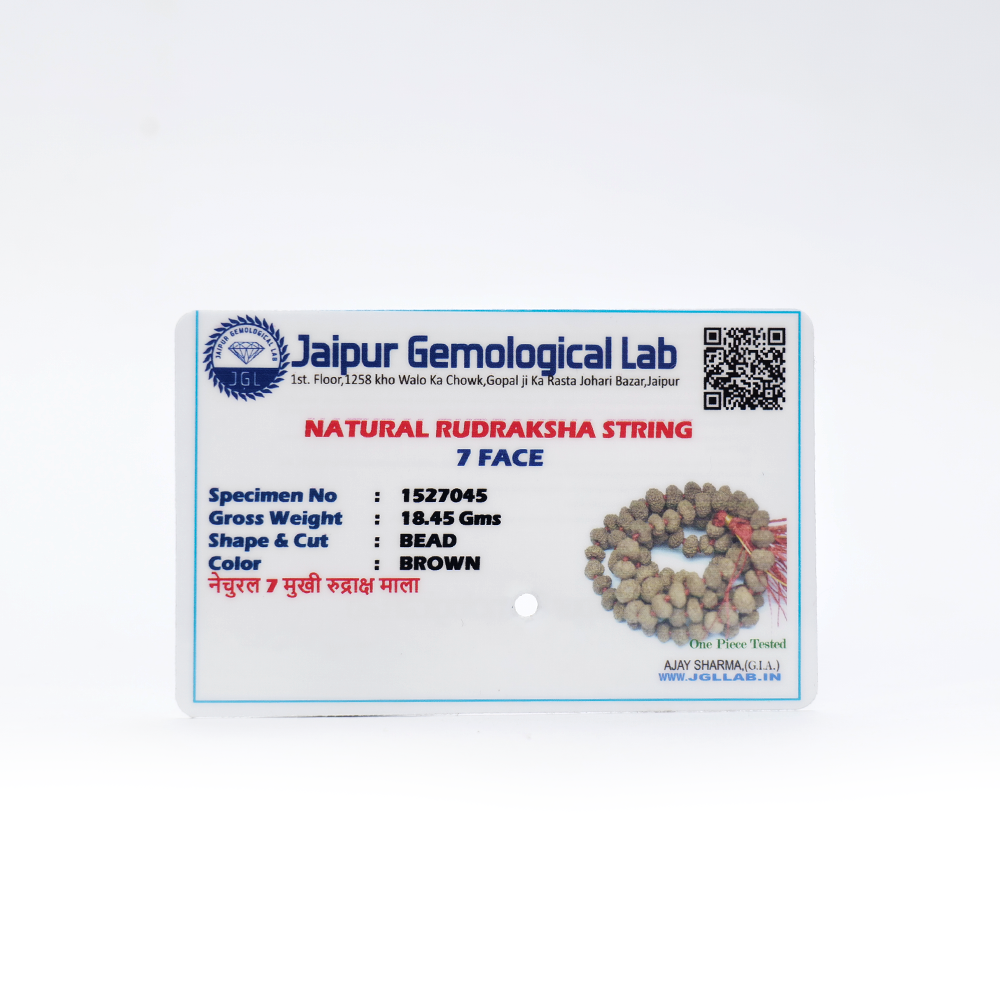 JAIPUR GEMOLOGICAL LAB
JGL
Jaipur Gemological Lab
1st. Floor,1258 kho Walo Ka Chowk,Gopal ji Ka Rasta Johari Bazar,Jaipur
NATURAL RUDRAKSHA STRING
7 FACE
Specimen No : 1527045
Gross Weight : 18.45 Gms
Shape & Cut : BEAD
Color : BROWN
नेचुरल 7 मुखी रुद्राक्ष माला
One Piece Tested
AJAY SHARMA,(G.I.A.)
WWW.JGLLAB.IN